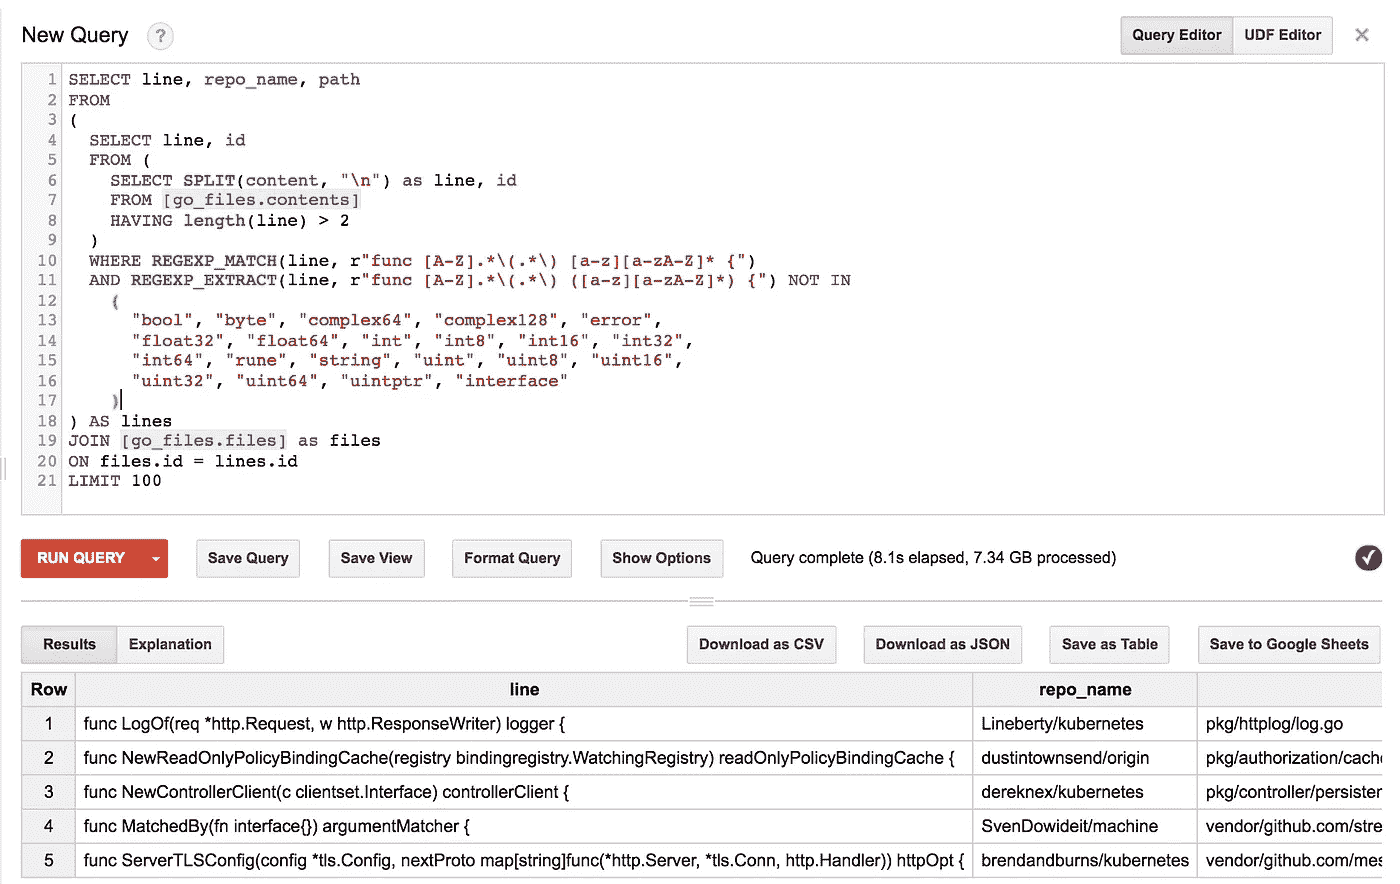 New Query ?
Query Editor UDF Editor ×
1 SELECT line, repo_name, path
2 FROM
3 (
4 SELECT line, id
5 FROM (
6 SELECT SPLIT(content, "\n") as line, id
7 FROM [go_files.contents]
8 HAVING length(line) > 2
9 )
10 WHERE REGEXP_MATCH(line, r"func [A-Z].*\(.*\) [a-z][a-zA-Z]* {")
11 AND REGEXP_EXTRACT(line, r"func [A-Z].*\(.*\) ([a-z][a-zA-Z]*) {") NOT IN
12 (
13 "bool", "byte", "complex64", "complex128", "error",
14 "float32", "float64", "int", "int8", "int16", "int32",
15 "int64", "rune", "string", "uint", "uint8", "uint16",
16 "uint32", "uint64", "uintptr", "interface"
17 )
18 ) AS lines
19 JOIN [go_files.files] as files
20 ON files.id = lines.id
21 LIMIT 100
RUN QUERY Save Query Save View Format Query Show Options Query complete (8.1s elapsed, 7.34 GB processed)
Results Explanation Download as CSV Download as JSON Save as Table Save to Google Sheets
Row line repo_name
1 func LogOf(req *http.Request, w http.ResponseWriter) logger { Lineberty/kubernetes pkg/httplog/log.go
2 func NewReadOnlyPolicyBindingCache(registry bindingregistry.WatchingRegistry) readOnlyPolicyBindingCache { dustintownsend/origin pkg/authorization/cach
3 func NewControllerClient(c clientset.Interface) controllerClient { dereknex/kubernetes pkg/controller/persister
4 func MatchedBy(fn interface{}) argumentMatcher { SvenDowideit/machine vendor/github.com/stre
5 func ServerTLSConfig(config *tls.Config, nextProto map[string]func(*http.Server, *tls.Conn, http.Handler)) httpOpt { brendandburns/kubernetes vendor/github.com/mes